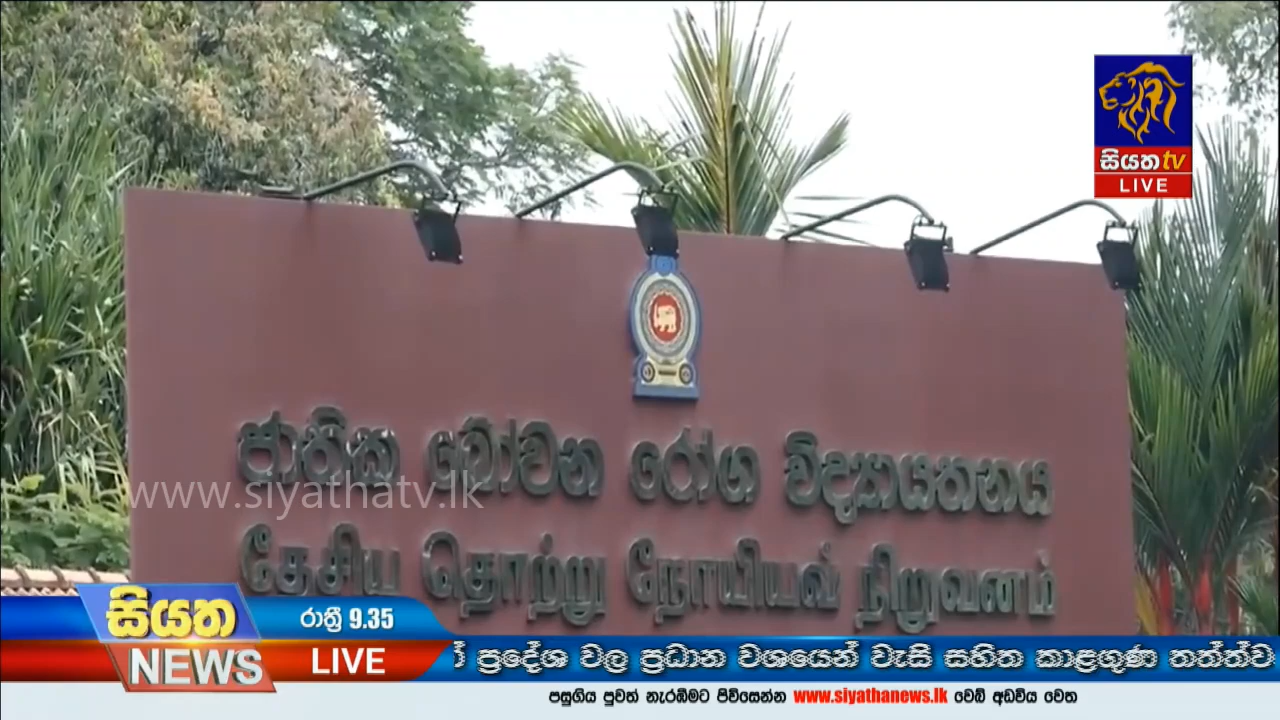 සියත tv
LIVE
ජාතික බෝවන රෝග විද්‍යායතනය
www.siyathatv.lk
தேசிய தொற்று நோயியல் நிறுவனம்
සියත
NEWS
රාත්‍රී 9.35
LIVE
ප්‍රදේශ වල ප්‍රධාන වශයෙන් වැසි සහිත කාළගුණ තත්ත්ව
පසුගිය පුවත් නැරඹීමට පිවිසෙන්න www.siyathanews.lk වෙබ් අඩවිය වෙත